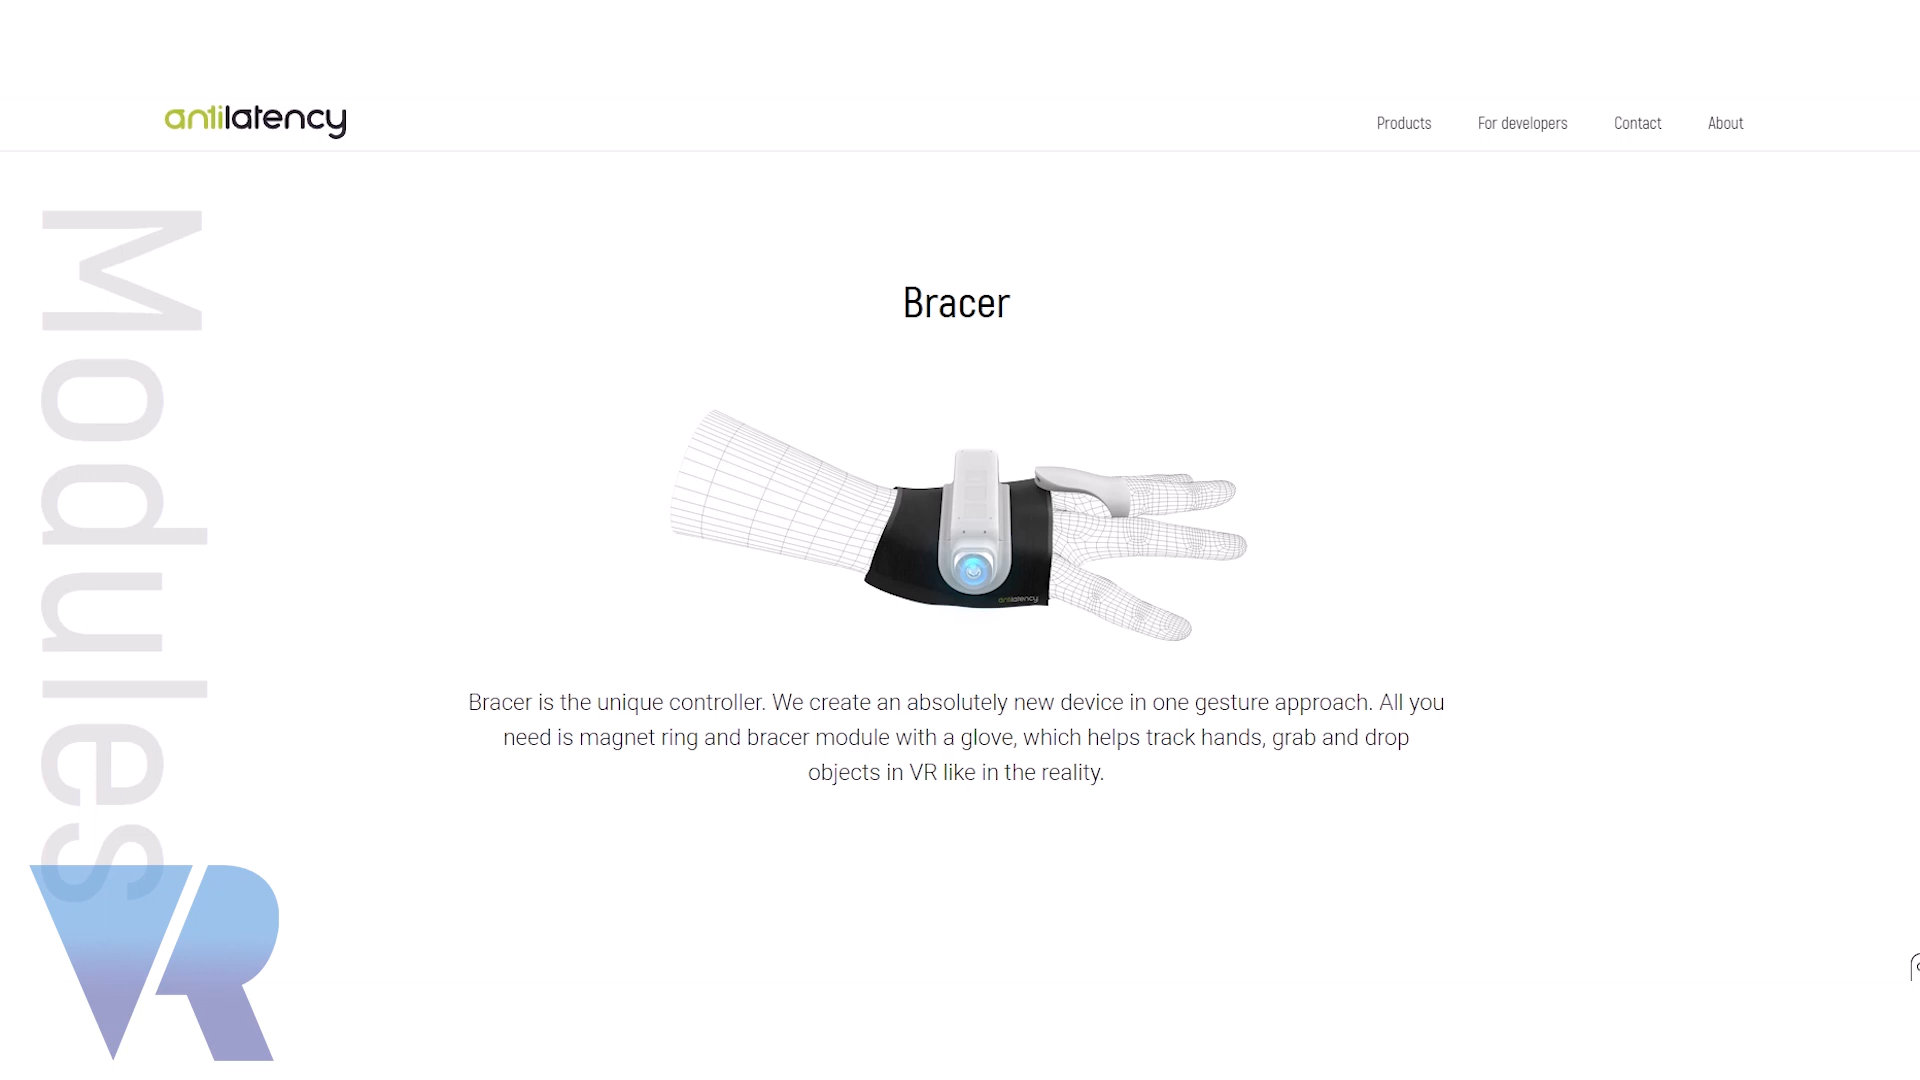 antilatency
Products
For developers
Contact
About
Modules
Bracer
antilatency
Bracer is the unique controller. We create an absolutely new device in one gesture approach. All you
need is magnet ring and bracer module with a glove, which helps track hands, grab and drop
objects in VR like in the reality.
VR